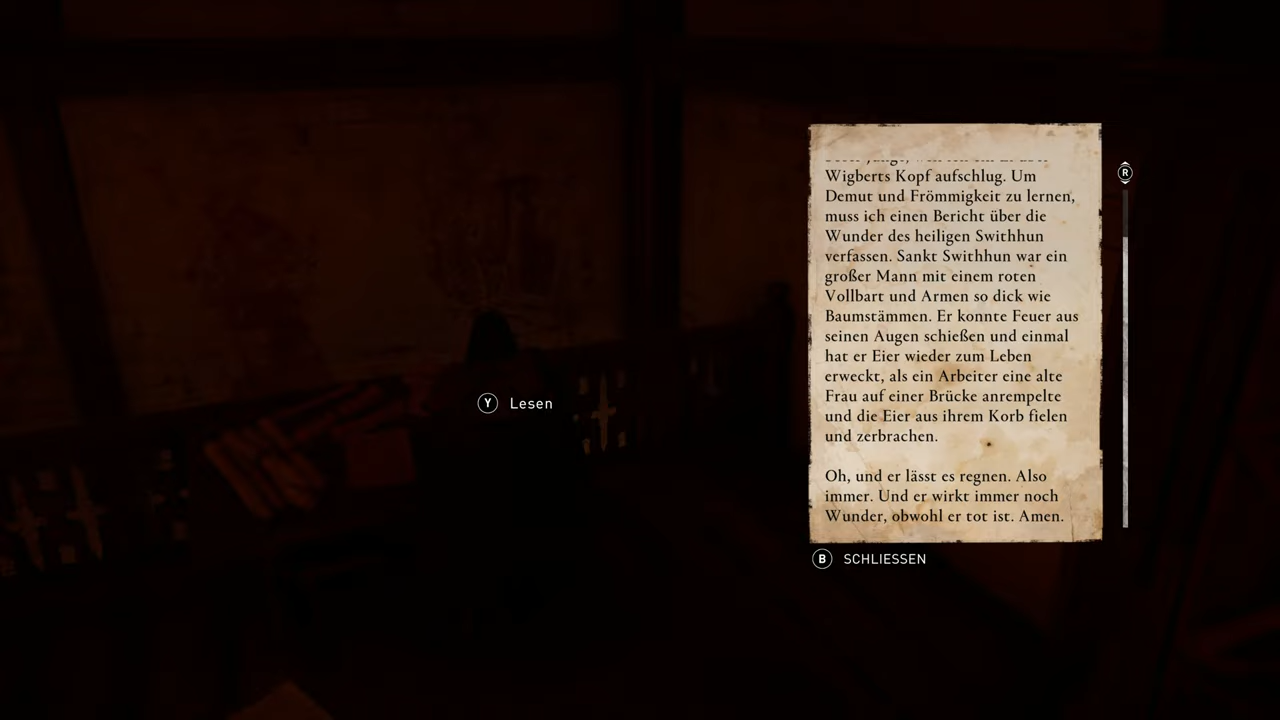 Wigberts Kopf aufschlug. Um
Demut und Frömmigkeit zu lernen,
muss ich einen Bericht über die
Wunder des heiligen Swithhun
verfassen. Sankt Swithhun war ein
großer Mann mit einem roten
Vollbart und Armen so dick wie
Baumstämmen. Er konnte Feuer aus
seinen Augen schießen und einmal
hat er Eier wieder zum Leben
erweckt, als ein Arbeiter eine alte
Frau auf einer Brücke anrempelte
und die Eier aus ihrem Korb fielen
und zerbrachen.
Oh, und er lässt es regnen. Also
immer. Und er wirkt immer noch
Wunder, obwohl er tot ist. Amen.
R
Y Lesen
B SCHLIESSEN